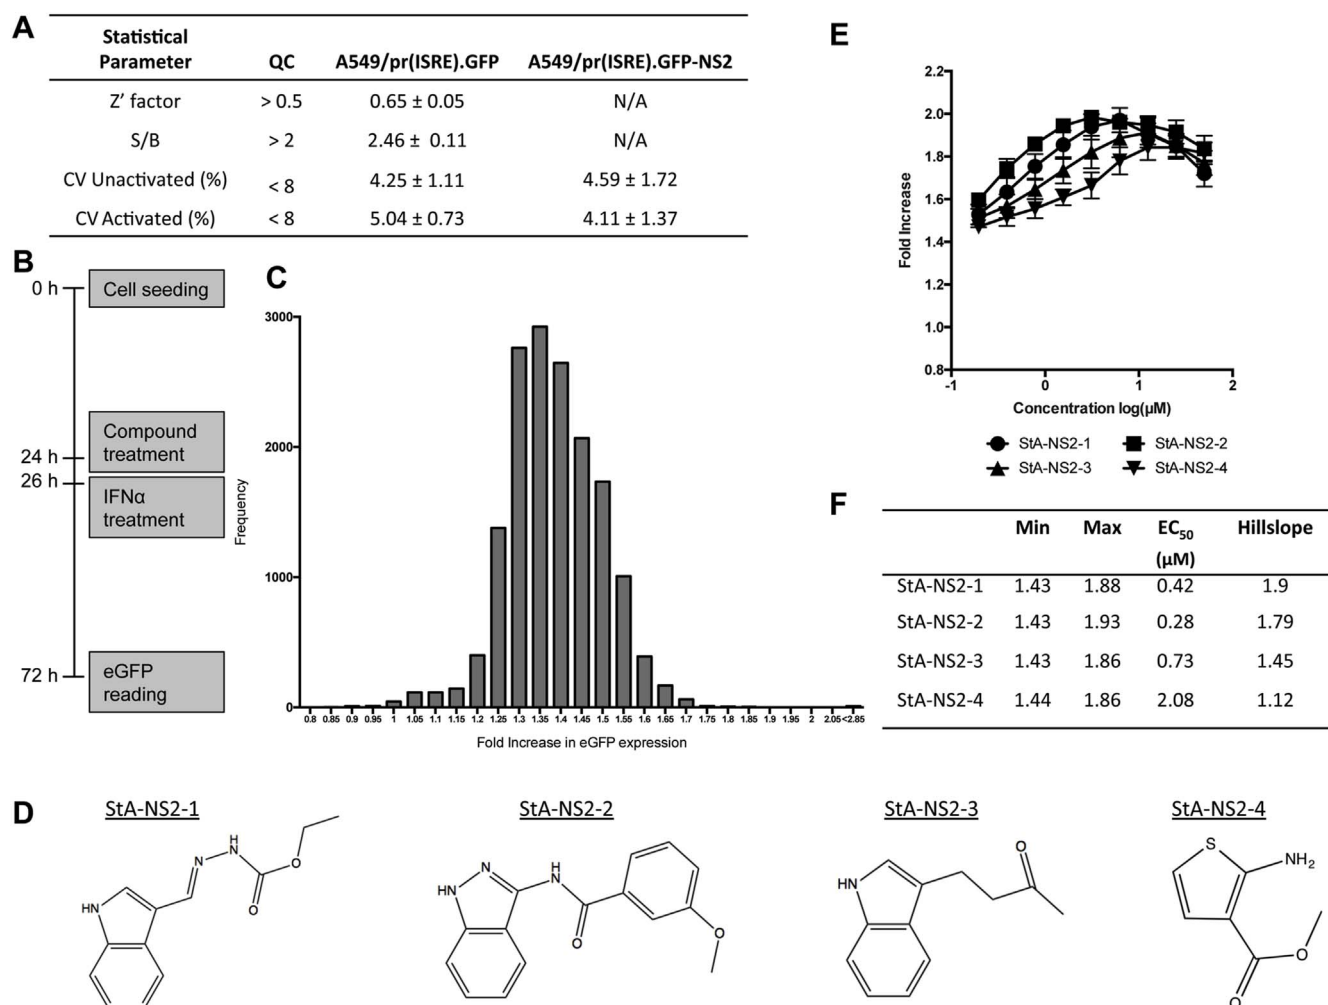 A
Statistical
Parameter QC A549/pr(ISRE).GFP A549/pr(ISRE).GFP-NS2
Z’ factor > 0.5 0.65 ± 0.05 N/A
S/B > 2 2.46 ± 0.11 N/A
CV Unactivated (%) < 8 4.25 ± 1.11 4.59 ± 1.72
CV Activated (%) < 8 5.04 ± 0.73 4.11 ± 1.37
B
0 h Cell seeding
Compound
treatment
24 h
26 h
IFNα
treatment
72 h
eGFP
reading
C
3000
2000
1000
0
Frequency
0.8 0.85 0.9 0.95 1 1.05 1.1 1.15 1.2 1.25 1.3 1.35 1.4 1.45 1.5 1.55 1.6 1.65 1.7 1.75 1.8 1.85 1.9 1.95 2 2.05 <2.85
Fold Increase in eGFP expression
E
2.2
2.0
1.8
1.6
1.4
1.2
1.0
0.8
Fold Increase
-1 0 1 2
Concentration log(µM)
StA-NS2-1 StA-NS2-2
StA-NS2-3 StA-NS2-4
F
Min Max EC50 Hillslope
(µM)
StA-NS2-1 1.43 1.88 0.42 1.9
StA-NS2-2 1.43 1.93 0.28 1.79
StA-NS2-3 1.43 1.86 0.73 1.45
StA-NS2-4 1.44 1.86 2.08 1.12
D
StA-NS2-1
H
N
N
O
O
HN
StA-NS2-2
H
N
N
HN
O
O
StA-NS2-3
O
HN
StA-NS2-4
S
NH2
O
O